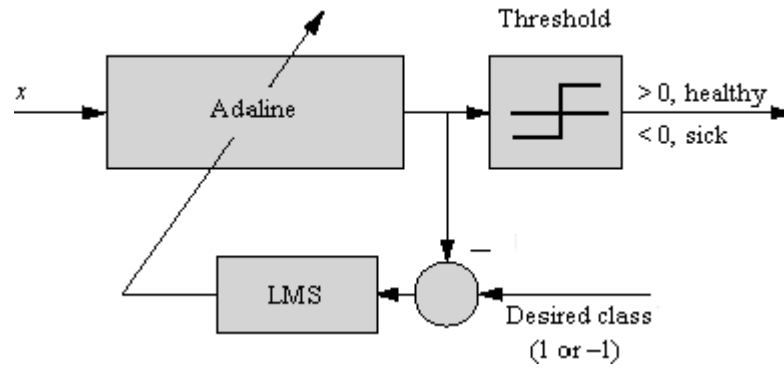 Threshold
x
Adaline
> 0, healthy
< 0, sick
–
LMS
Desired class
(1 or –1)